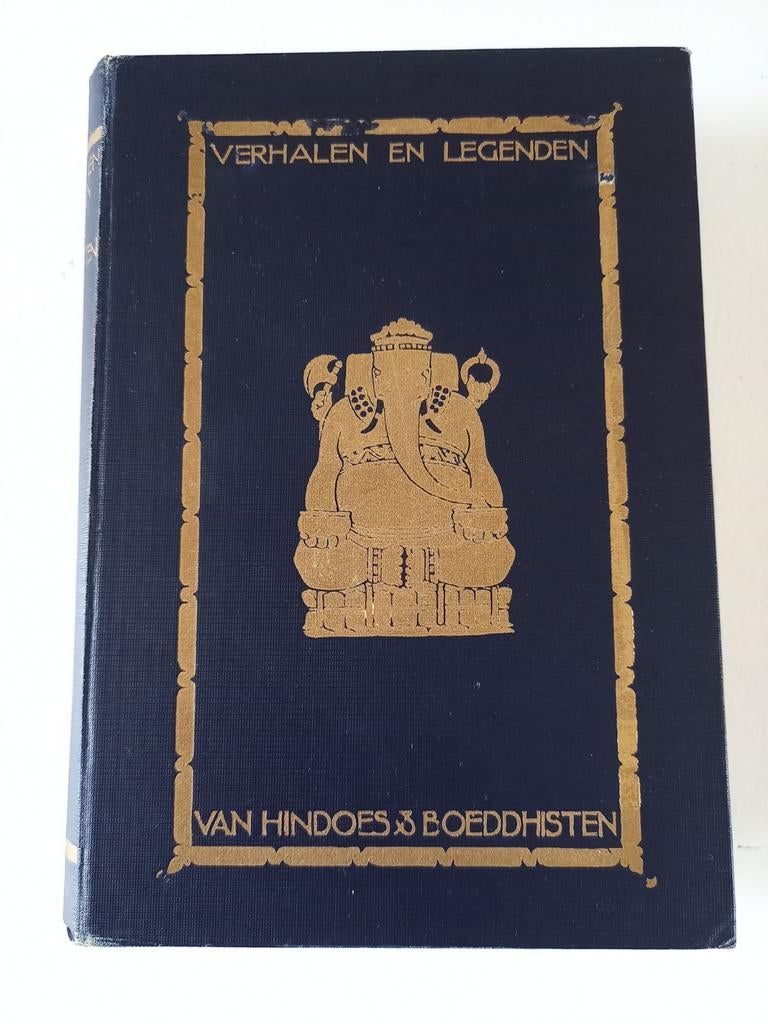 VERHALEN EN LEGENDEN
VAN HINDOES & BOEDDHISTEN